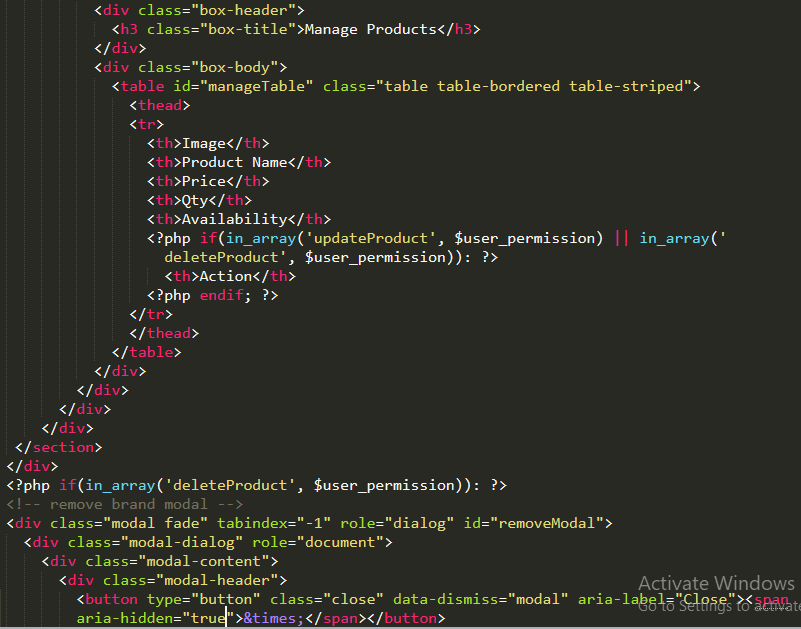 <div class="box-header">
<h3 class="box-title">Manage Products</h3>
</div>
<div class="box-body">
<table id="manageTable" class="table table-bordered table-striped">
<thead>
<tr>
<th>Image</th>
<th>Product Name</th>
<th>Price</th>
<th>Qty</th>
<th>Availability</th>
<?php if(in_array('updateProduct', $user_permission) || in_array('
deleteProduct', $user_permission)): ?>
<th>Action</th>
<?php endif; ?>
</tr>
</thead>
</table>
</div>
</div>
</div>
</div>
</section>
</div>
<?php if(in_array('deleteProduct', $user_permission)): ?>
<!-- remove brand modal -->
<div class="modal fade" tabindex="-1" role="dialog" id="removeModal">
<div class="modal-dialog" role="document">
<div class="modal-content">
<div class="modal-header">
<button type="button" class="close" data-dismiss="modal" aria-label="Close"><span
aria-hidden="true">&times;</span></button>
Activate Windows
Go to Settings to activate